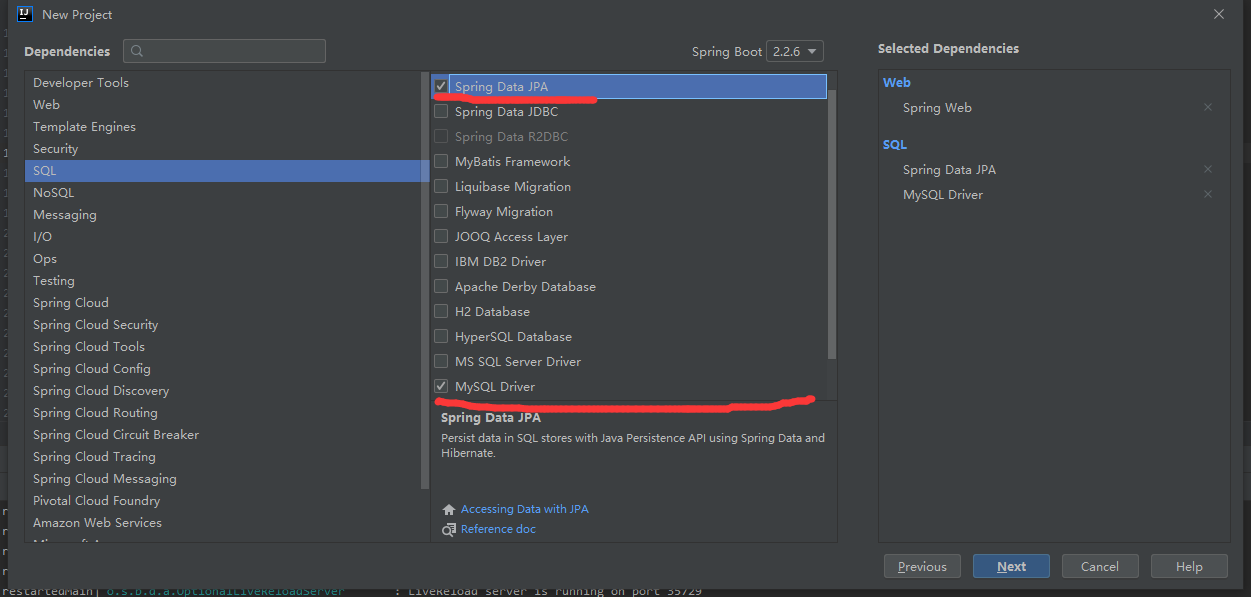 New Project
Dependencies
Spring Boot 2.2.6
Selected Dependencies
Developer Tools
Web
Template Engines
Security
SQL
NoSQL
Messaging
I/O
Ops
Testing
Spring Cloud
Spring Cloud Security
Spring Cloud Tools
Spring Cloud Config
Spring Cloud Discovery
Spring Cloud Routing
Spring Cloud Circuit Breaker
Spring Cloud Tracing
Spring Cloud Messaging
Pivotal Cloud Foundry
Amazon Web Services
Spring Data JPA
Spring Data JDBC
Spring Data R2DBC
MyBatis Framework
Liquibase Migration
Flyway Migration
JOOQ Access Layer
IBM DB2 Driver
Apache Derby Database
H2 Database
HyperSQL Database
MS SQL Server Driver
MySQL Driver
Spring Data JPA
Persist data in SQL stores with Java Persistence API using Spring Data and
Hibernate.
Accessing Data with JPA
Reference doc
Web
Spring Web
SQL
Spring Data JPA
MySQL Driver
Previous
Next
Cancel
Help
restartedMain] o.s.b.d.a.OptionalLiveReloadServer : LiveReload server is running on port 35729